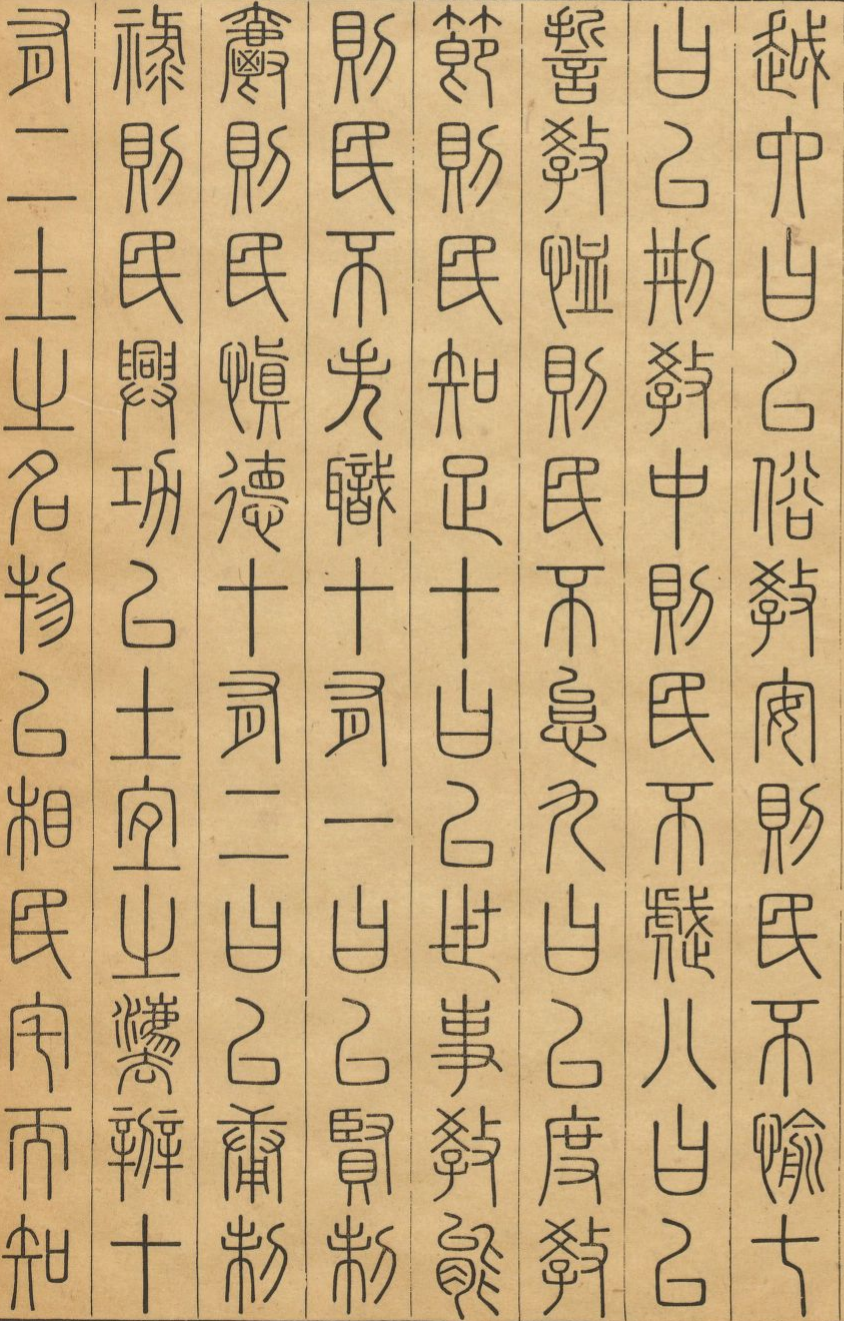 越六曰以俗教安則民不愉七
曰以刑教中則民不虣八曰以
誓教恤則民不怠九曰以度教
節則民知足十曰以世事教能
則民不失職十有一曰以賢制
爵則民慎德十有二曰以庸制
祿則民興功以土宜之灋辨十
有二土之名物以相民宅而知